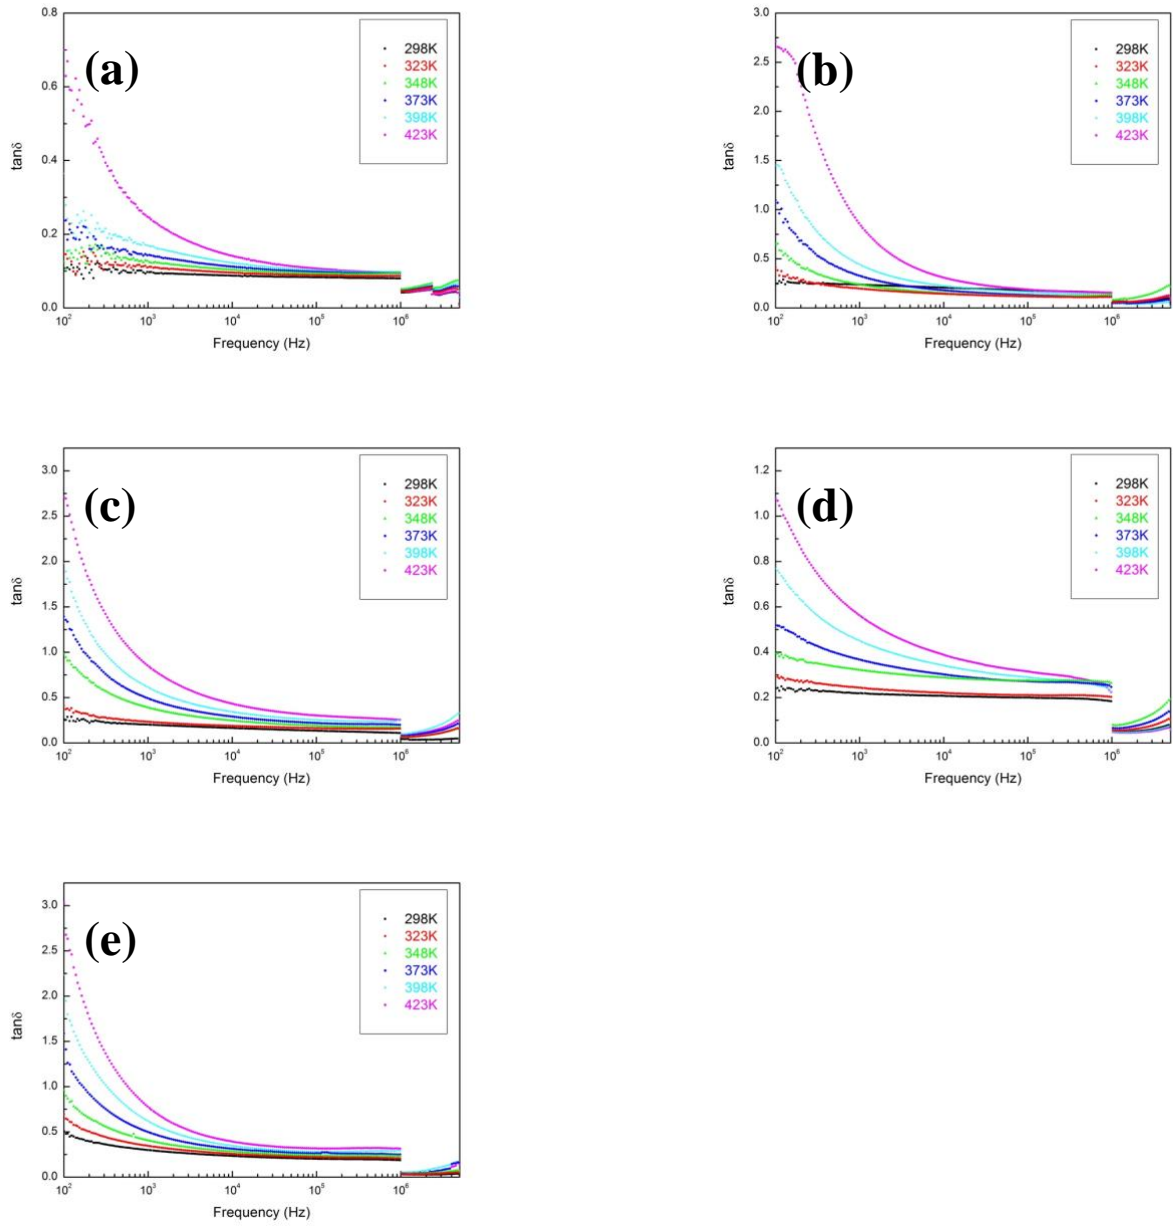 (a)
298K
323K
348K
373K
398K
423K
tanδ
0.8
0.6
0.4
0.2
0.0
10² 10³ 10⁴ 10⁵ 10⁶
Frequency (Hz)
(b)
298K
323K
348K
373K
398K
423K
tanδ
3.0
2.5
2.0
1.5
1.0
0.5
0.0
10² 10³ 10⁴ 10⁵ 10⁶
Frequency (Hz)
(c)
298K
323K
348K
373K
398K
423K
tanδ
3.0
2.5
2.0
1.5
1.0
0.5
0.0
10² 10³ 10⁴ 10⁵ 10⁶
Frequency (Hz)
(d)
298K
323K
348K
373K
398K
423K
tanδ
1.2
1.0
0.8
0.6
0.4
0.2
0.0
10² 10³ 10⁴ 10⁵ 10⁶
Frequency (Hz)
(e)
298K
323K
348K
373K
398K
423K
tanδ
3.0
2.5
2.0
1.5
1.0
0.5
0.0
10² 10³ 10⁴ 10⁵ 10⁶
Frequency (Hz)